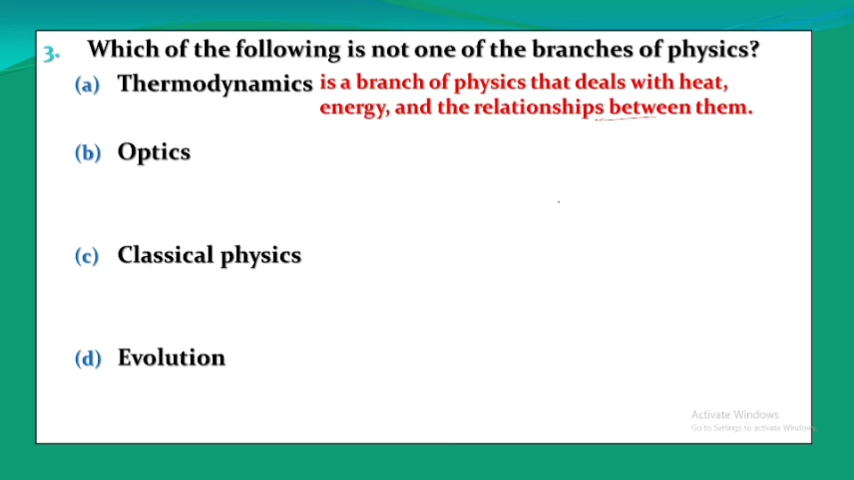 3. Which of the following is not one of the branches of physics?
(a) Thermodynamics is a branch of physics that deals with heat,
energy, and the relationships between them.
(b) Optics
(c) Classical physics
(d) Evolution
Activate Windows
Go to Settings to activate Windows.